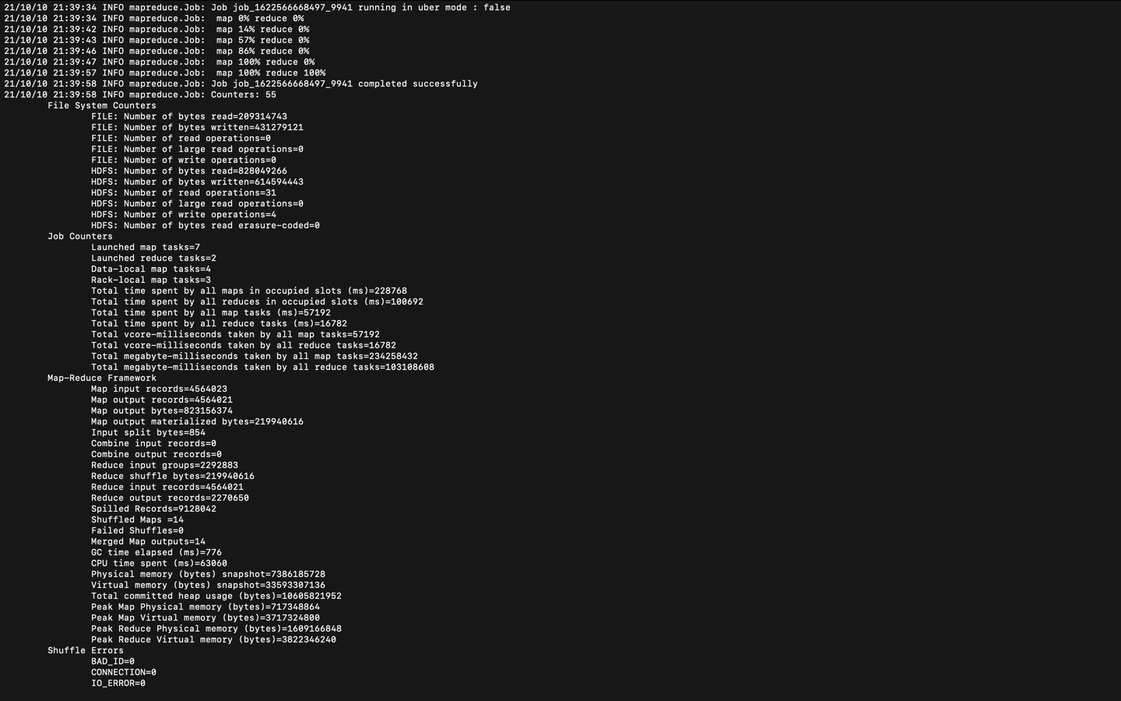 21/10/10 21:39:34 INFO mapreduce.Job: Job job_1622566668497_9941 running in uber mode : false
21/10/10 21:39:34 INFO mapreduce.Job:  map 0% reduce 0%
21/10/10 21:39:42 INFO mapreduce.Job:  map 14% reduce 0%
21/10/10 21:39:43 INFO mapreduce.Job:  map 57% reduce 0%
21/10/10 21:39:46 INFO mapreduce.Job:  map 86% reduce 0%
21/10/10 21:39:47 INFO mapreduce.Job:  map 100% reduce 0%
21/10/10 21:39:57 INFO mapreduce.Job:  map 100% reduce 100%
21/10/10 21:39:58 INFO mapreduce.Job: Job job_1622566668497_9941 completed successfully
21/10/10 21:39:58 INFO mapreduce.Job: Counters: 55
File System Counters
FILE: Number of bytes read=209314743
FILE: Number of bytes written=431279121
FILE: Number of read operations=0
FILE: Number of large read operations=0
FILE: Number of write operations=0
HDFS: Number of bytes read=828049266
HDFS: Number of bytes written=614594443
HDFS: Number of read operations=31
HDFS: Number of large read operations=0
HDFS: Number of write operations=4
HDFS: Number of bytes read erasure-coded=0
Job Counters
Launched map tasks=7
Launched reduce tasks=2
Data-local map tasks=4
Rack-local map tasks=3
Total time spent by all maps in occupied slots (ms)=228768
Total time spent by all reduces in occupied slots (ms)=100692
Total time spent by all map tasks (ms)=57192
Total time spent by all reduce tasks (ms)=16782
Total vcore-milliseconds taken by all map tasks=57192
Total vcore-milliseconds taken by all reduce tasks=16782
Total megabyte-milliseconds taken by all map tasks=234258432
Total megabyte-milliseconds taken by all reduce tasks=103108608
Map-Reduce Framework
Map input records=4564023
Map output records=4564021
Map output bytes=823156374
Map output materialized bytes=219940616
Input split bytes=854
Combine input records=0
Combine output records=0
Reduce input groups=2292883
Reduce shuffle bytes=219940616
Reduce input records=4564021
Reduce output records=2270650
Spilled Records=9128042
Shuffled Maps =14
Failed Shuffles=0
Merged Map outputs=14
GC time elapsed (ms)=776
CPU time spent (ms)=63060
Physical memory (bytes) snapshot=7386185728
Virtual memory (bytes) snapshot=33593307136
Total committed heap usage (bytes)=10605821952
Peak Map Physical memory (bytes)=717348864
Peak Map Virtual memory (bytes)=3717324800
Peak Reduce Physical memory (bytes)=1609166848
Peak Reduce Virtual memory (bytes)=3822346240
Shuffle Errors
BAD_ID=0
CONNECTION=0
IO_ERROR=0